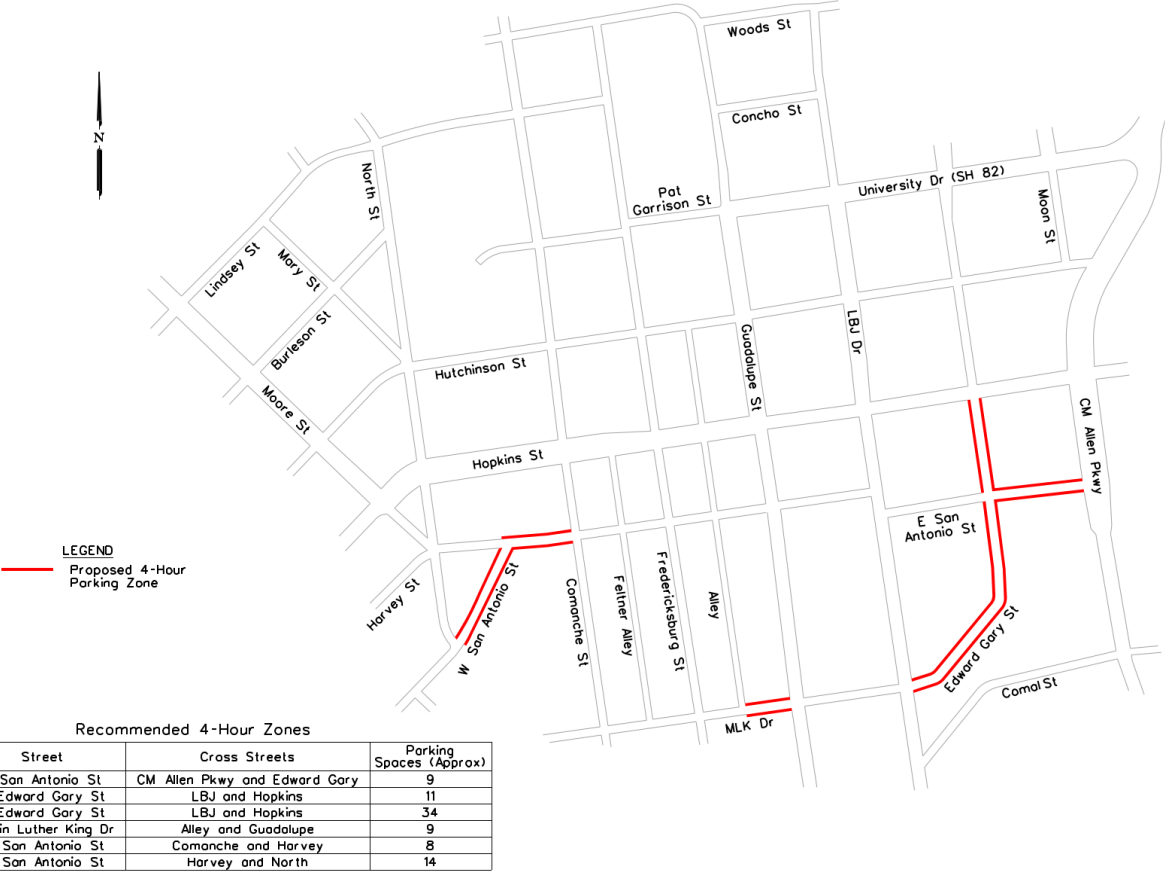 Woods St
Concho St
N
University Dr (SH 82)
North St
Pat
Garrison St
Moon St
Lindsey St
Mary St
Burleson St
Guadalupe St
LBJ Dr
Hutchinson St
Moore St
CM Allen Pkwy
Hopkins St
E San
Antonio St
LEGEND
Proposed 4-Hour
Parking Zone
Harvey St
W San Antonio St
Comanche St
Feltner Alley
Fredericksburg St
Alley
Edward Gary St
Comal St
MLK Dr
Recommended 4-Hour Zones
Street Cross Streets Parking
Spaces (Approx)
San Antonio St CM Allen Pkwy and Edward Gary 9
Edward Gary St LBJ and Hopkins 11
Edward Gary St LBJ and Hopkins 34
in Luther King Dr Alley and Guadalupe 9
San Antonio St Comanche and Harvey 8
San Antonio St Harvey and North 14